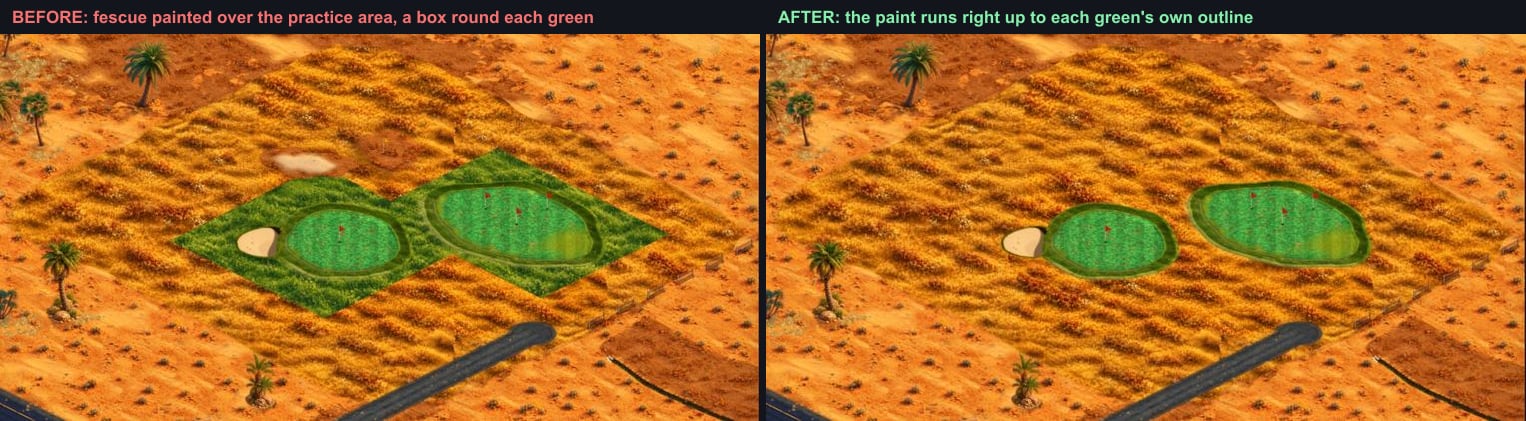 BEFORE: fescue painted over the practice area, a box round each green
AFTER: the paint runs right up to each green's own outline